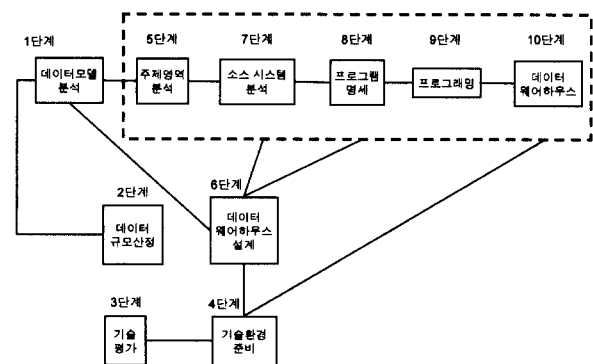 1단계
5단계
7단계
8단계
9단계
10단계
데이터모델
분석
주제영역
분석
소스 시스템
분석
프로그램
명세
프로그래밍
데이터
웨어하우스
2단계
데이터
규모산정
6단계
데이터
웨어하우스
설계
3단계
기술
평가
4단계
기술환경
준비